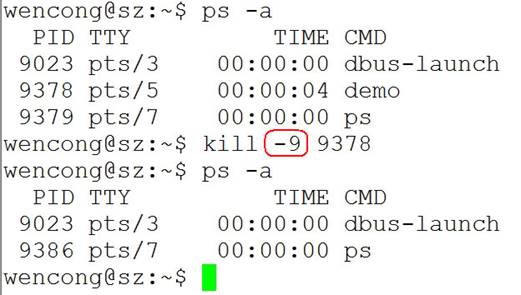 wencong@sz:~$ ps -a
  PID TTY          TIME CMD
 9023 pts/3    00:00:00 dbus-launch
 9378 pts/5    00:00:04 demo
 9379 pts/7    00:00:00 ps
wencong@sz:~$ kill -9 9378
wencong@sz:~$ ps -a
  PID TTY          TIME CMD
 9023 pts/3    00:00:00 dbus-launch
 9386 pts/7    00:00:00 ps
wencong@sz:~$